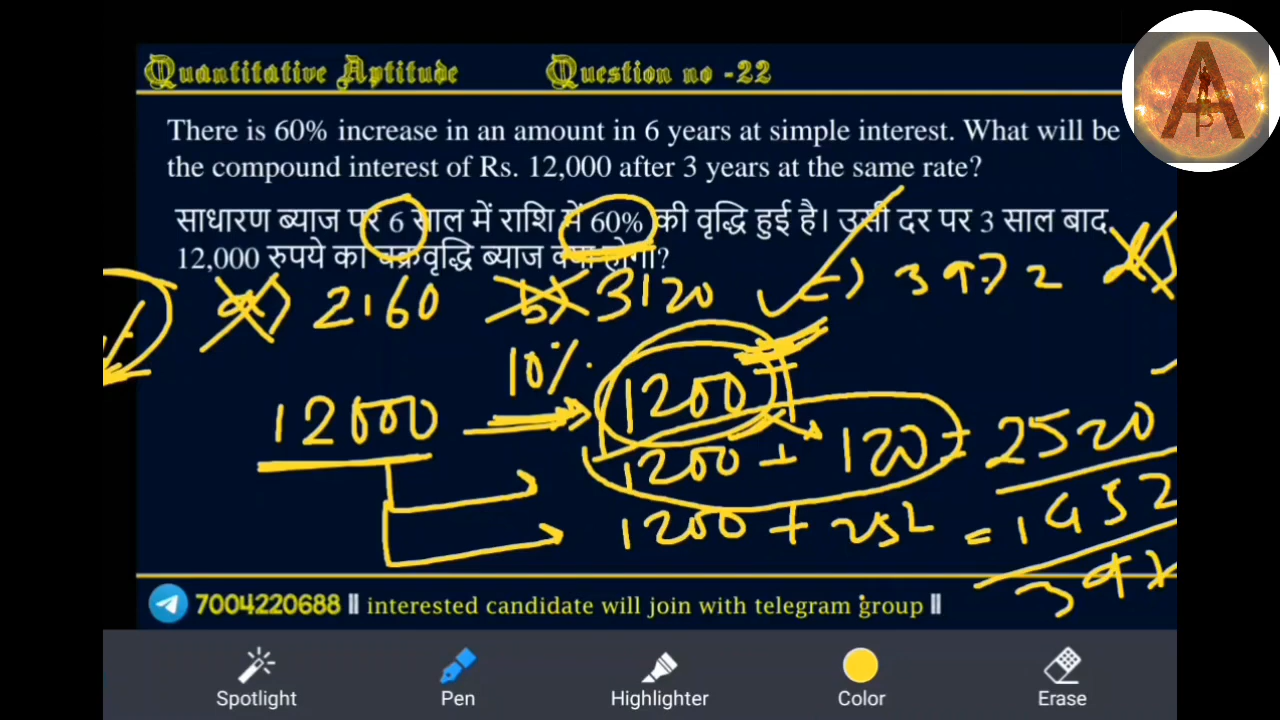 Quantitative Aptitude Question no -22
There is 60% increase in an amount in 6 years at simple interest. What will be
the compound interest of Rs. 12,000 after 3 years at the same rate?
साधारण ब्याज पर 6 साल में राशि में 60% की वृद्धि हुई है। उसी दर पर 3 साल बाद
12,000 रुपये का चक्रवृद्धि ब्याज क्या होगा?
a) 2160 b) 3120 c) 3972 d)
12000 10% 1200
1200 + 120 = 2520
1200 + 252 = 1452
397
7004220688 || interested candidate will join with telegram group ||
Spotlight Pen Highlighter Color Erase
A
P